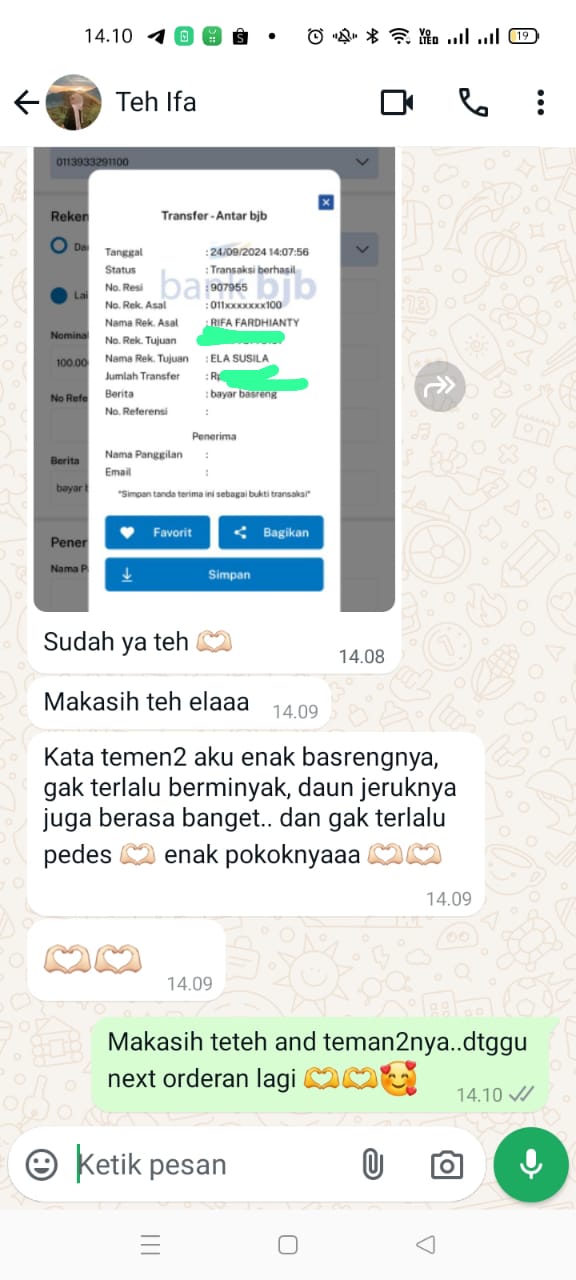 14.10
VoLTED
19
Teh Ifa
0113933291100
Reken
Transfer - Antar bjb
Da
Tanggal : 24/09/2024 14:07:56
Status : Transaksi berhasil
bank bjb
No. Resi : 907955
Lai
No. Rek. Asal : 011xxxxxxx100
Nama Rek. Asal : RIFA FARDHIANTY
Nomina
No. Rek. Tujuan
Nama Rek. Tujuan : ELA SUSILA
100.00
Jumlah Transfer : Rp
Berita : bayar basreng
No Refe
No. Referensi :
Penerima
Nama Panggilan :
Berita
Email :
bayar b
*Simpan tanda terima ini sebagai bukti transaksi*
Favorit
Bagikan
Pener
Nama P
Simpan
Sudah ya teh 🫶🏻
14.08
Makasih teh elaaa
14.09
Kata temen2 aku enak basrengnya,
gak terlalu berminyak, daun jeruknya
juga berasa banget.. dan gak terlalu
pedes 🫶🏻 enak pokoknyaaa 🫶🏻🫶🏻
14.09
🫶🏻🫶🏻
14.09
Makasih teteh and teman2nya..dtggu
next orderan lagi 🫶🫶🥰
14.10
Ketik pesan